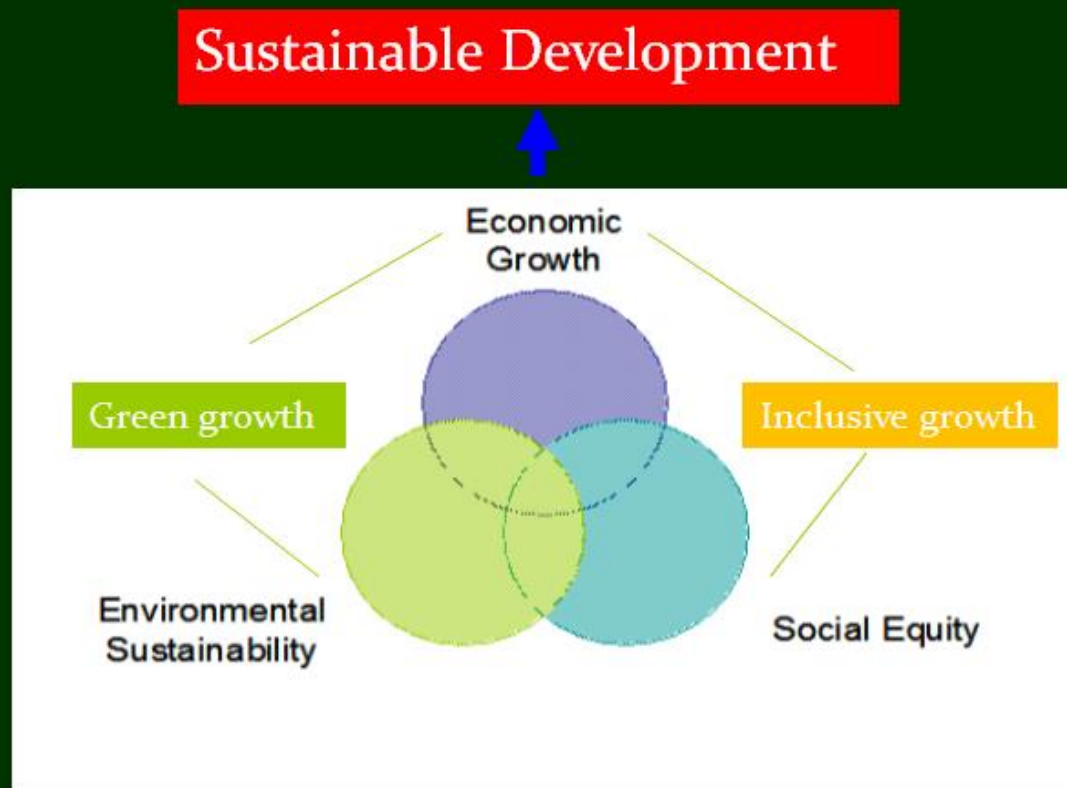 Sustainable Development
Economic
Growth
Green growth
Inclusive growth
Environmental
Sustainability
Social Equity